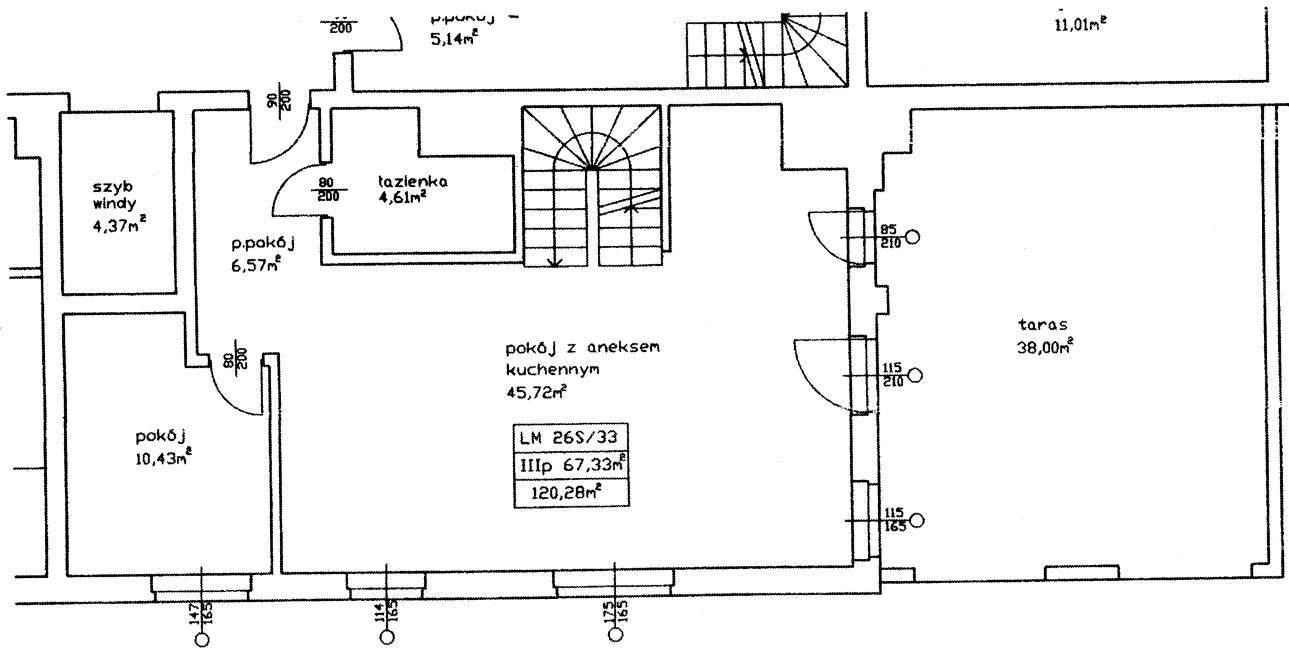 200
5,14m²
11,01m²
90
200
szyb
windy
4,37m²
80
200
łazienka
4,61m²
p.pokój
6,57m²
85
210
taras
38,00m²
80
200
pokój z aneksem
kuchennym
45,72m²
115
210
pokój
10,43m²
LM 26S/33
IIIp 67,33m²
120,28m²
115
165
147
165
114
165
175
165